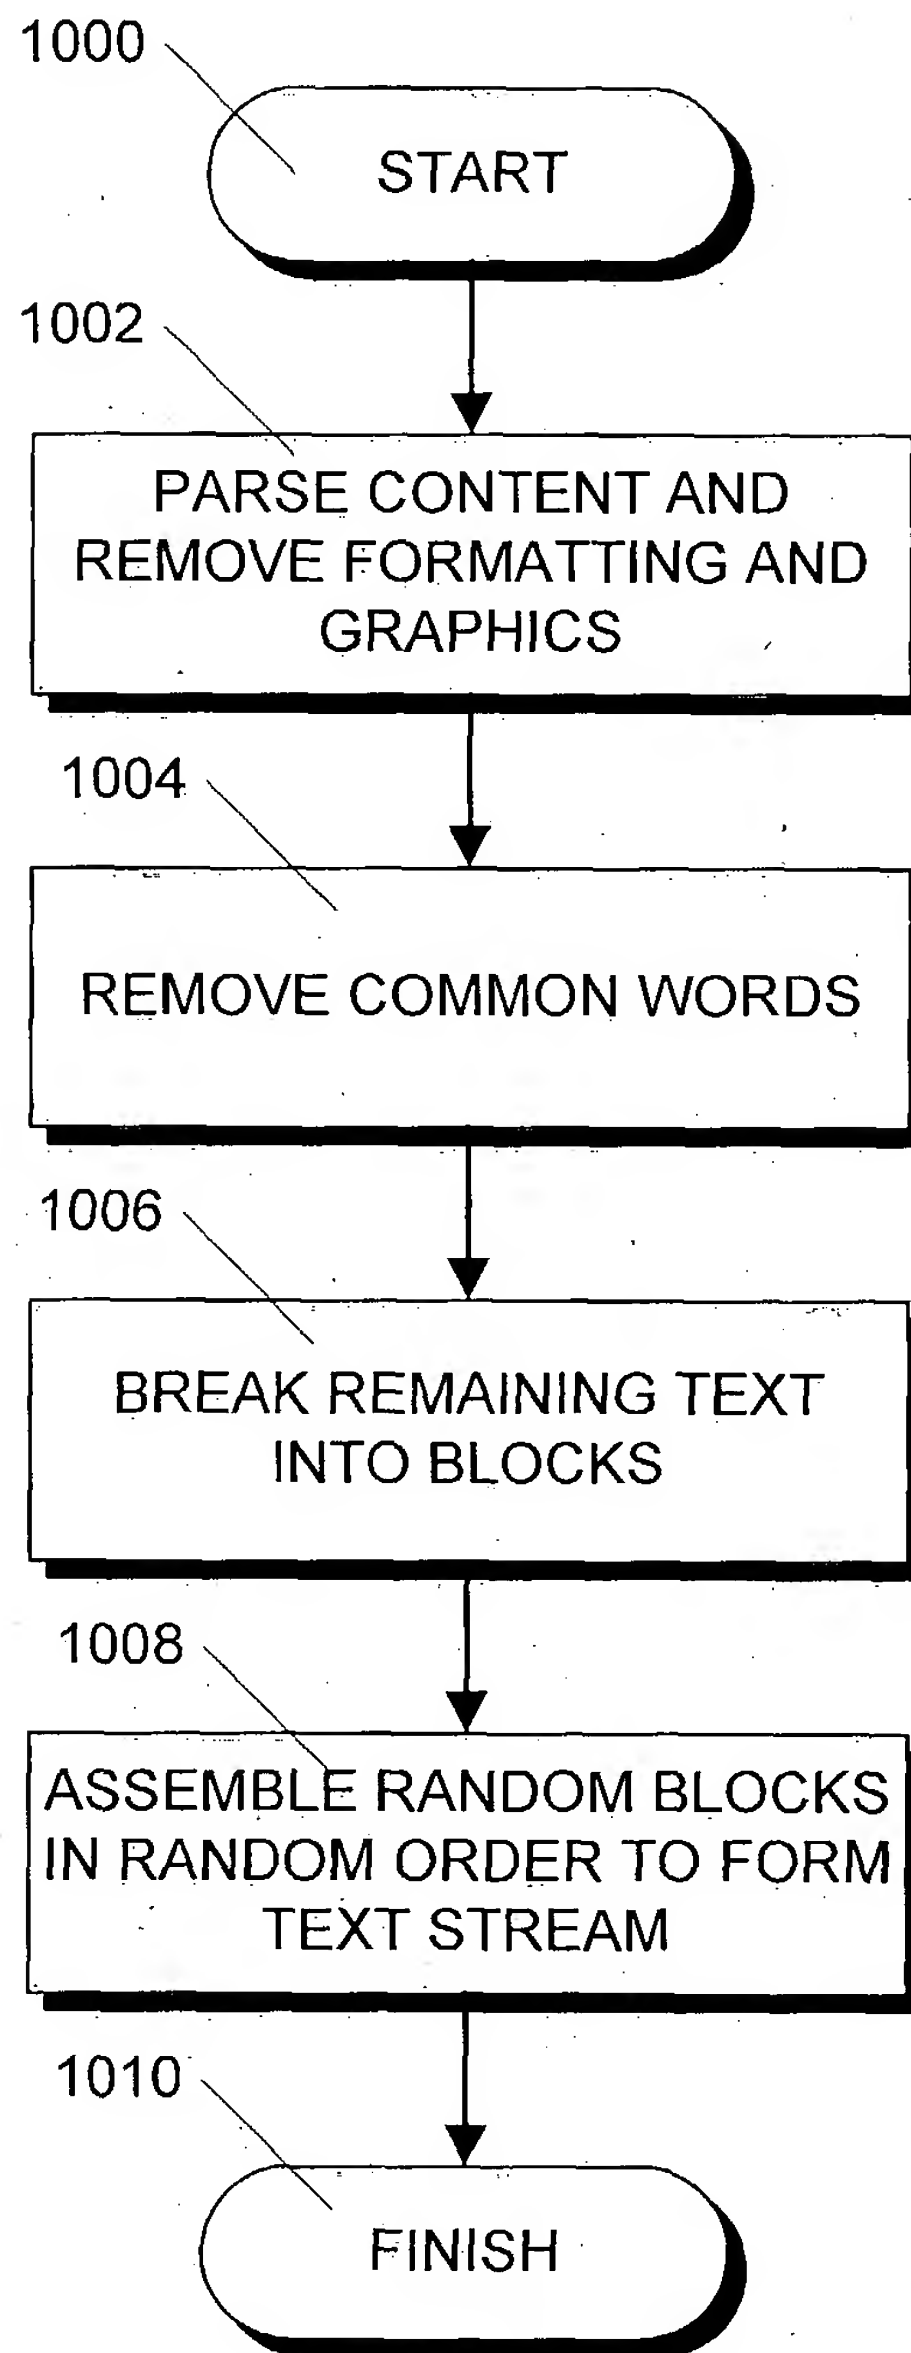 1000
START
1002
PARSE CONTENT AND
REMOVE FORMATTING AND
GRAPHICS
1004
REMOVE COMMON WORDS
1006
BREAK REMAINING TEXT
INTO BLOCKS
1008
ASSEMBLE RANDOM BLOCKS
IN RANDOM ORDER TO FORM
TEXT STREAM
1010
FINISH